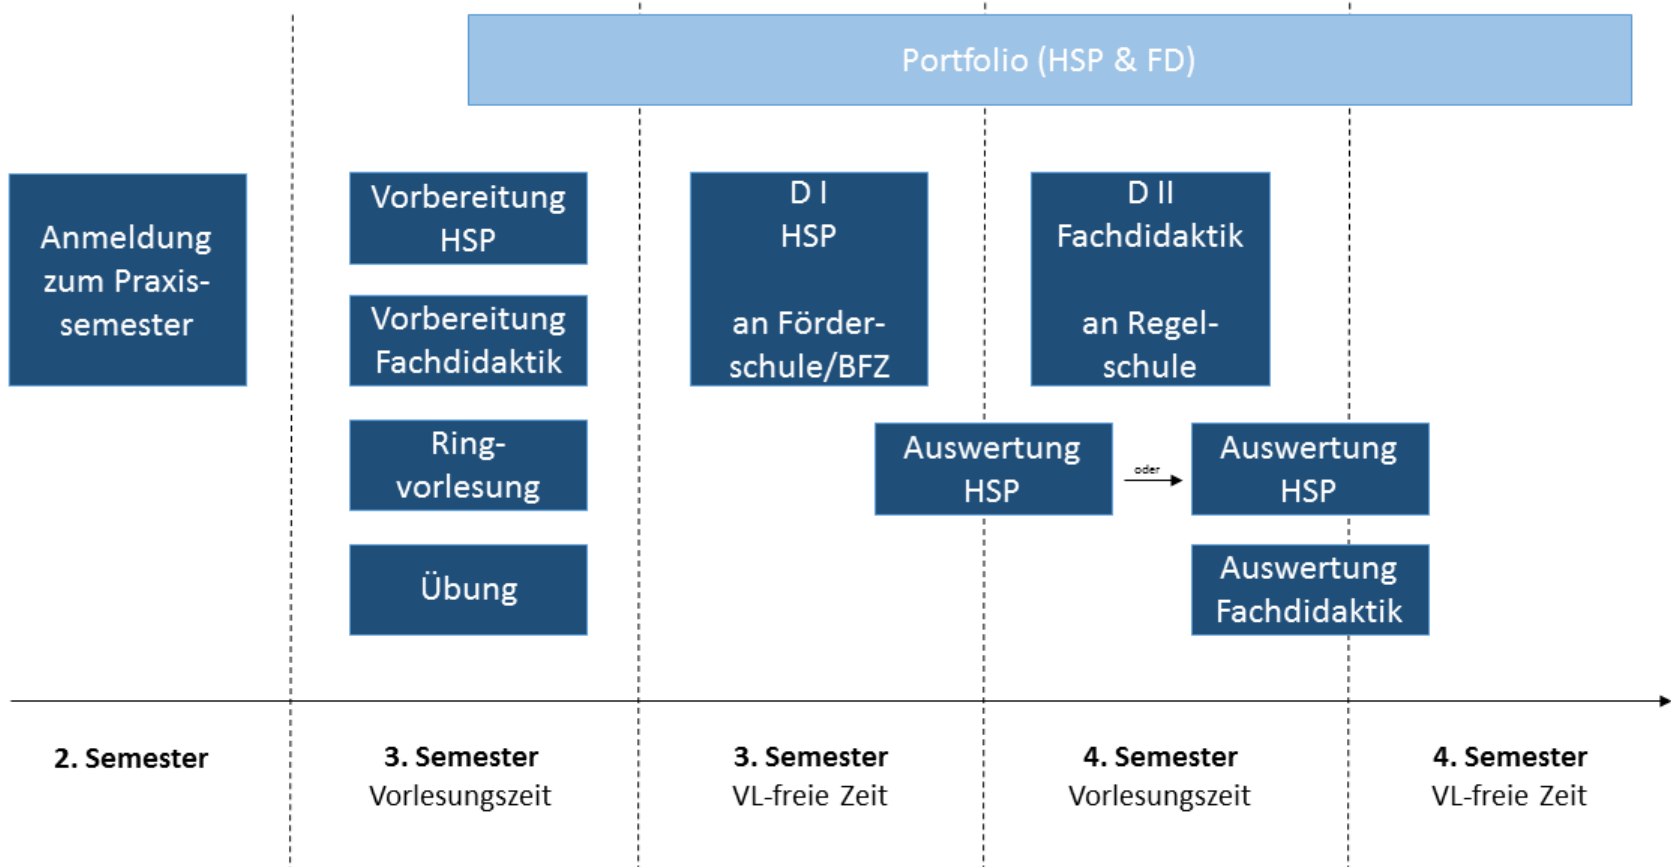 Portfolio (HSP & FD)
Anmeldung
zum Praxis-
semester
Vorbereitung
HSP
Vorbereitung
Fachdidaktik
Ring-
vorlesung
Übung
D I
HSP
an Förder-
schule/BFZ
D II
Fachdidaktik
an Regel-
schule
Auswertung
HSP
oder
Auswertung
HSP
Auswertung
Fachdidaktik
2. Semester
3. Semester
Vorlesungszeit
3. Semester
VL-freie Zeit
4. Semester
Vorlesungszeit
4. Semester
VL-freie Zeit